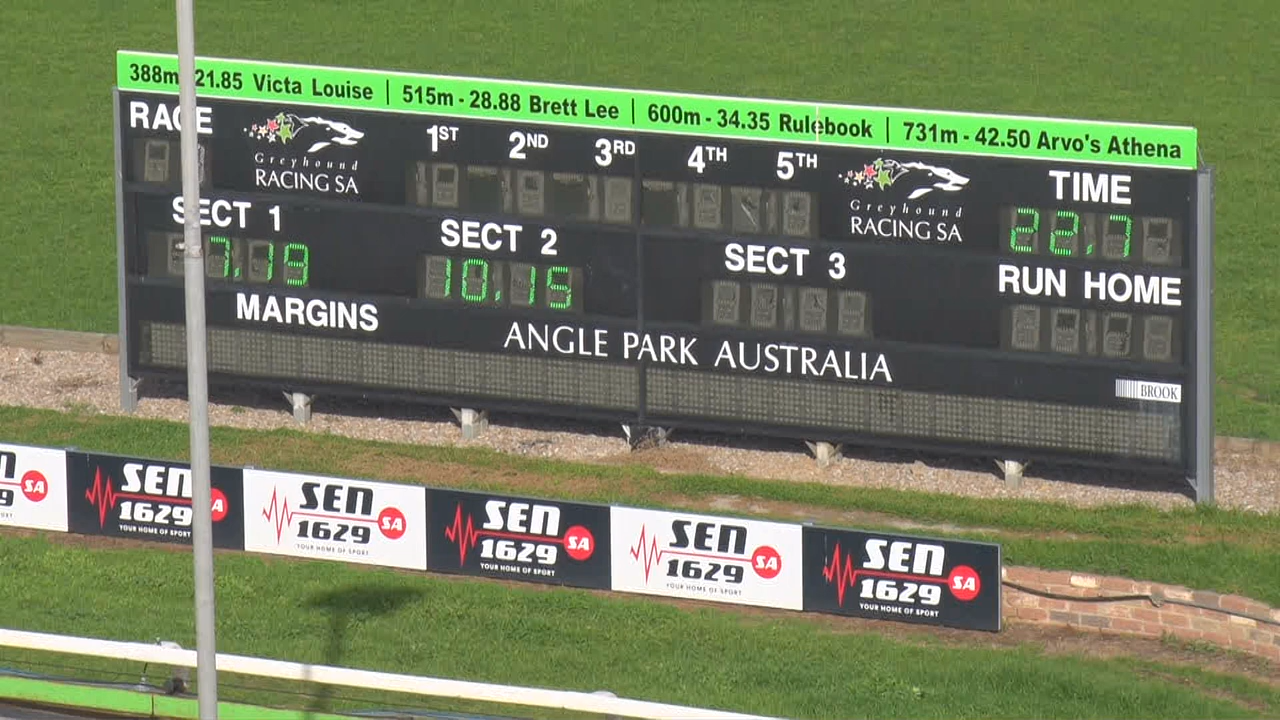 388m 21.85 Victa Louise | 515m - 28.88 Brett Lee | 600m - 34.35 Rulebook | 731m - 42.50 Arvo's Athena
RACE
Greyhound
RACING SA
1ST 2ND 3RD 4TH 5TH
Greyhound
RACING SA
TIME
22.7
SECT 1
7.19
SECT 2
10.15
SECT 3
RUN HOME
MARGINS
ANGLE PARK AUSTRALIA
BROOK
SA
SEN
1629
SA
YOUR HOME OF SPORT
SEN
1629
SA
YOUR HOME OF SPORT
SEN
1629
SA
YOUR HOME OF SPORT
SEN
1629
SA
YOUR HOME OF SPORT
SEN
1629
SA
YOUR HOME OF SPORT